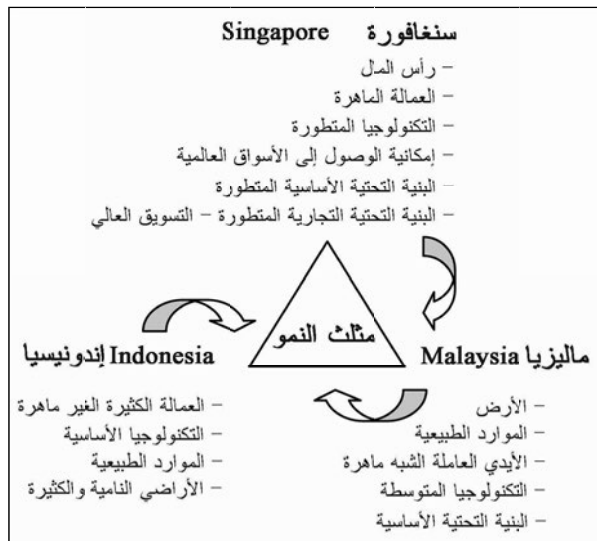 سنغافورة Singapore
– رأس المال
– العمالة الماهرة
– التكنولوجيا المتطورة
– إمكانية الوصول إلى الأسواق العالمية
– البنية التحتية الأساسية المتطورة
– البنية التحتية التجارية المتطورة – التسويق العالي
مثلث النمو
ماليزيا Malaysia
– الأرض
– الموارد الطبيعية
– الأيدي العاملة الشبه ماهرة
– التكنولوجيا المتوسطة
– البنية التحتية الأساسية
إندونيسيا Indonesia
– العمالة الكثيرة الغير ماهرة
– التكنولوجيا الأساسية
– الموارد الطبيعية
– الأراضي النامية والكثيرة